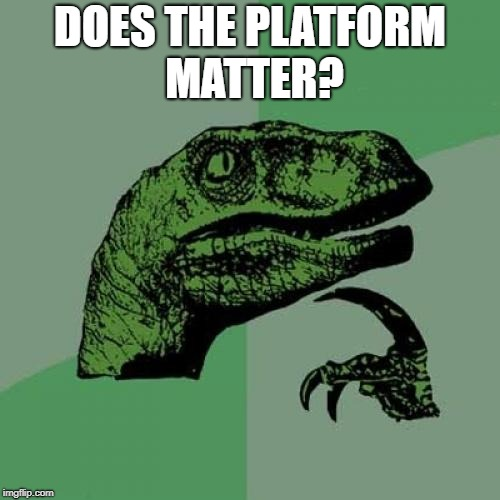 DOES THE PLATFORM
MATTER?
imgflip.com